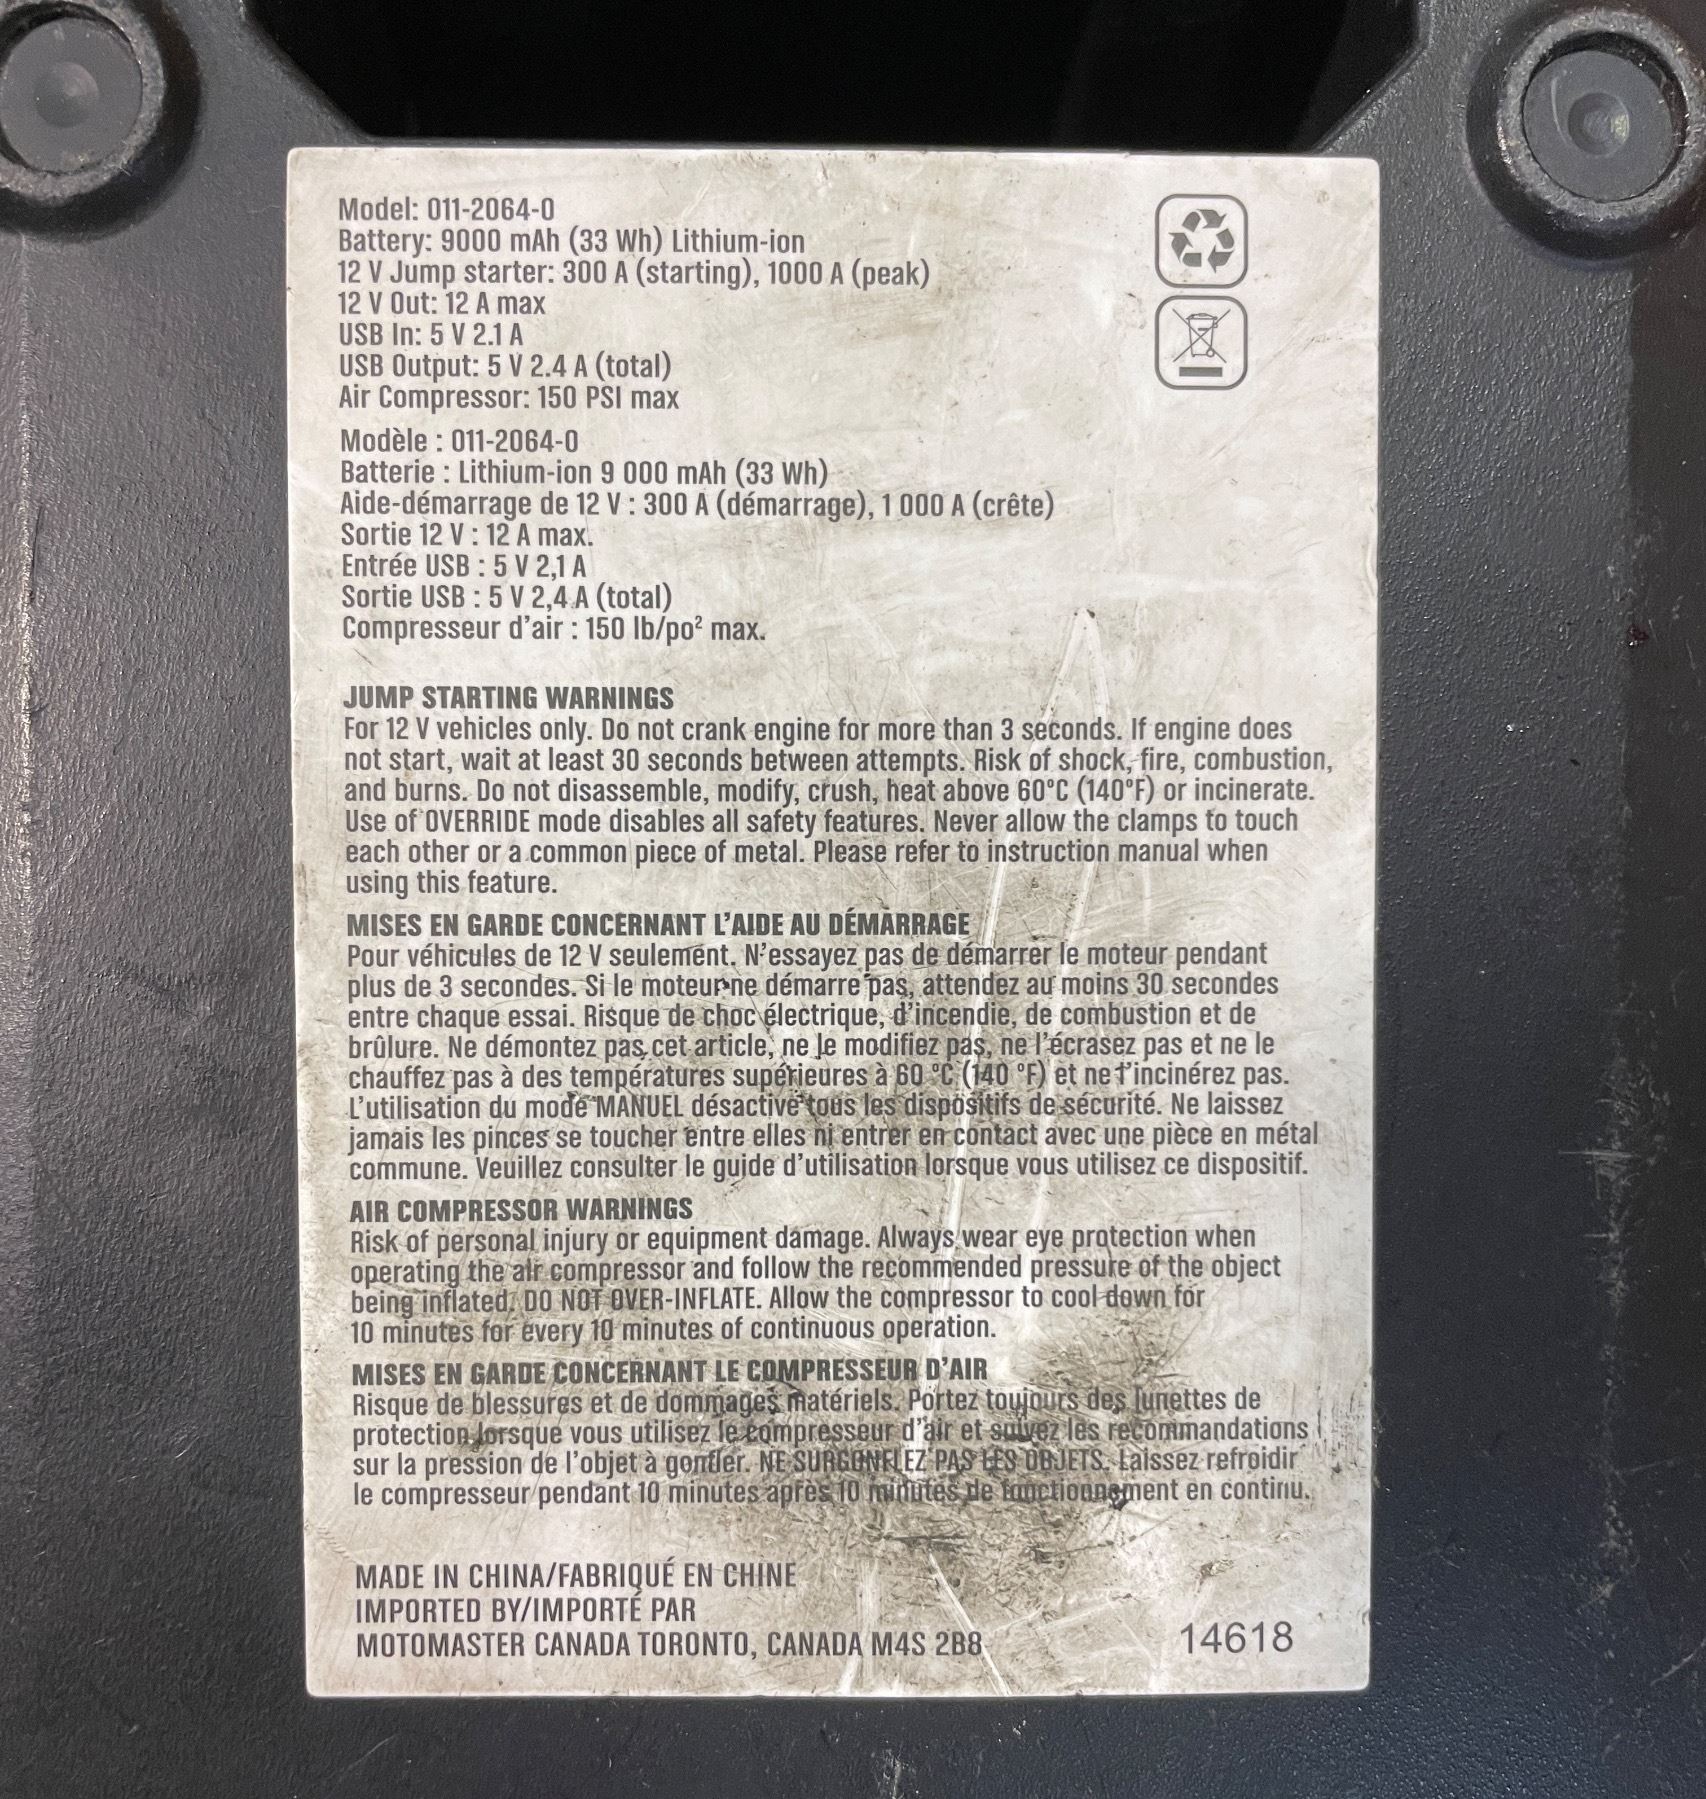 Model: 011-2064-0
Battery: 9000 mAh (33 Wh) Lithium-ion
12 V Jump starter: 300 A (starting), 1000 A (peak)
12 V Out: 12 A max
USB In: 5 V 2.1 A
USB Output: 5 V 2.4 A (total)
Air Compressor: 150 PSI max
Modèle : 011-2064-0
Batterie : Lithium-ion 9 000 mAh (33 Wh)
Aide-démarrage de 12 V : 300 A (démarrage), 1 000 A (crête)
Sortie 12 V : 12 A max.
Entrée USB : 5 V 2,1 A
Sortie USB : 5 V 2,4 A (total)
Compresseur d'air : 150 lb/po² max.
JUMP STARTING WARNINGS
For 12 V vehicles only. Do not crank engine for more than 3 seconds. If engine does
not start, wait at least 30 seconds between attempts. Risk of shock, fire, combustion,
and burns. Do not disassemble, modify, crush, heat above 60°C (140°F) or incinerate.
Use of OVERRIDE mode disables all safety features. Never allow the clamps to touch
each other or a common piece of metal. Please refer to instruction manual when
using this feature.
MISES EN GARDE CONCERNANT L'AIDE AU DÉMARRAGE
Pour véhicules de 12 V seulement. N'essayez pas de démarrer le moteur pendant
plus de 3 secondes. Si le moteur ne démarre pas, attendez au moins 30 secondes
entre chaque essai. Risque de choc électrique, d'incendie, de combustion et de
brûlure. Ne démontez pas cet article, ne le modifiez pas, ne l'écrasez pas et ne le
chauffez pas à des températures supérieures à 60 °C (140 °F) et ne l'incinérez pas.
L'utilisation du mode MANUEL désactive tous les dispositifs de sécurité. Ne laissez
jamais les pinces se toucher entre elles ni entrer en contact avec une pièce en métal
commune. Veuillez consulter le guide d'utilisation lorsque vous utilisez ce dispositif.
AIR COMPRESSOR WARNINGS
Risk of personal injury or equipment damage. Always wear eye protection when
operating the air compressor and follow the recommended pressure of the object
being inflated. DO NOT OVER-INFLATE. Allow the compressor to cool down for
10 minutes for every 10 minutes of continuous operation.
MISES EN GARDE CONCERNANT LE COMPRESSEUR D'AIR
Risque de blessures et de dommages matériels. Portez toujours des lunettes de
protection lorsque vous utilisez le compresseur d'air et suivez les recommandations
sur la pression de l'objet à gonfler. NE SURGONFLEZ PAS LES OBJETS. Laissez refroidir
le compresseur pendant 10 minutes après 10 minutes de fonctionnement en continu.
MADE IN CHINA/FABRIQUÉ EN CHINE
IMPORTED BY/IMPORTÉ PAR
MOTOMASTER CANADA TORONTO, CANADA M4S 2B8
14618